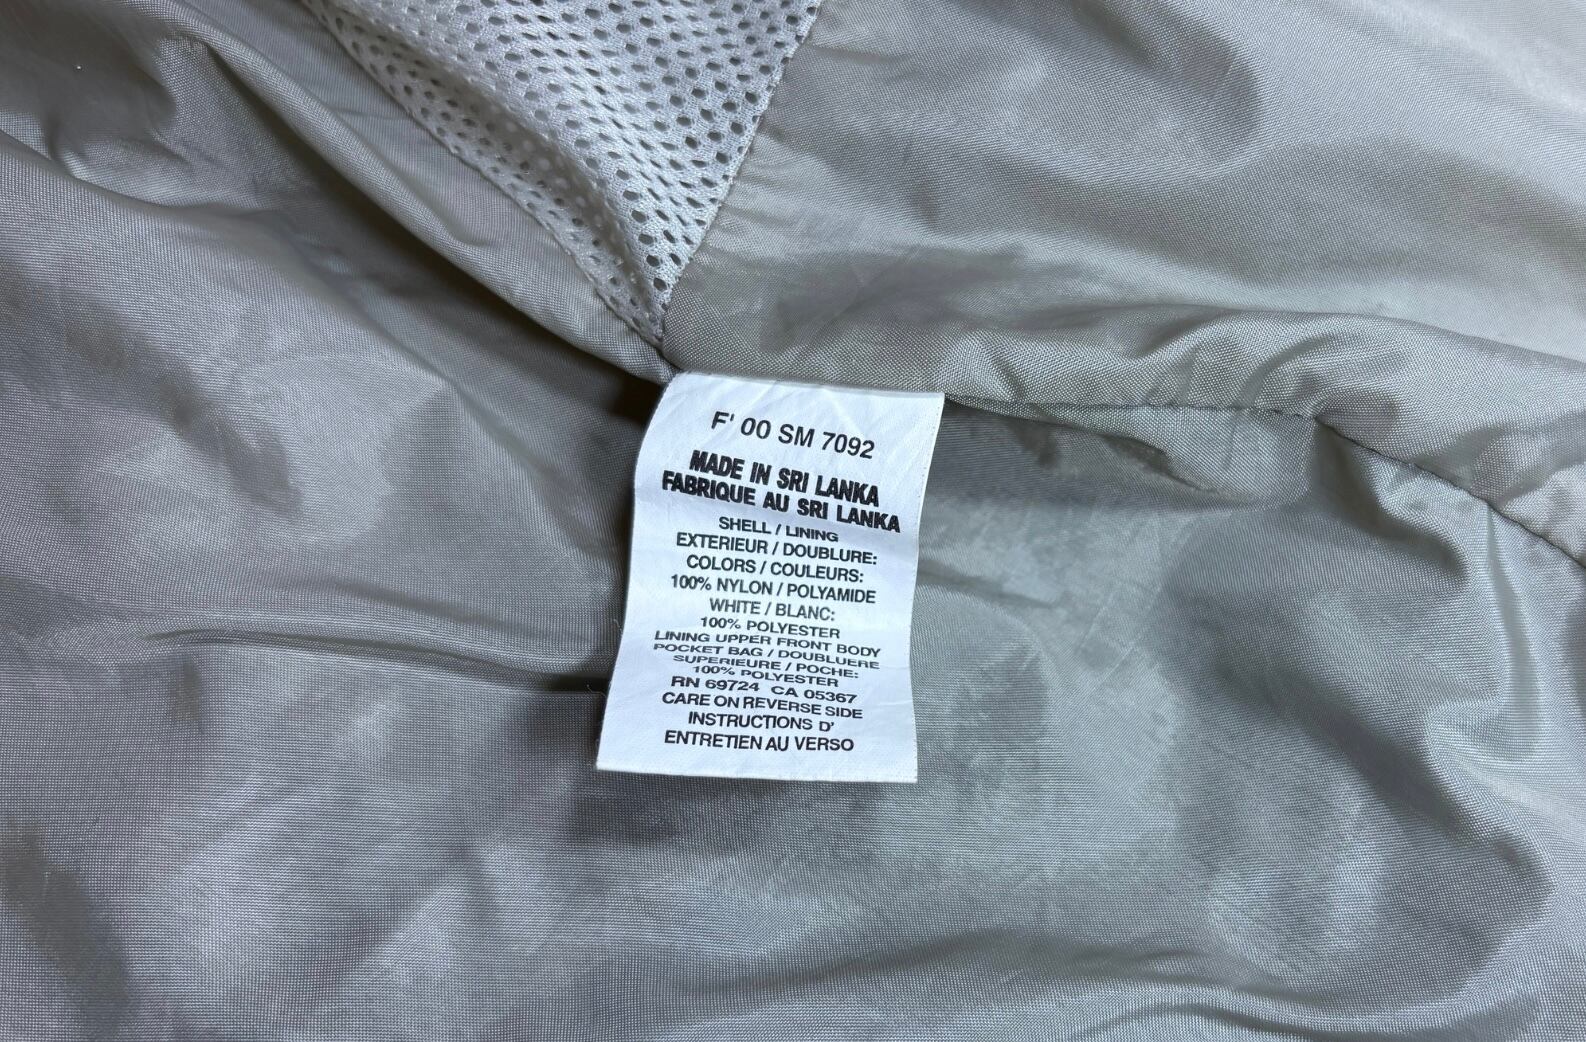 F' 00 SM 7092
MADE IN SRI LANKA
FABRIQUE AU SRI LANKA
SHELL / LINING
EXTERIEUR / DOUBLURE:
COLORS / COULEURS:
100% NYLON / POLYAMIDE
WHITE / BLANC:
100% POLYESTER
LINING UPPER FRONT BODY
POCKET BAG / DOUBLUERE
SUPERIEURE / POCHE:
100% POLYESTER
RN 69724 CA 05367
CARE ON REVERSE SIDE
INSTRUCTIONS D'
ENTRETIEN AU VERSO